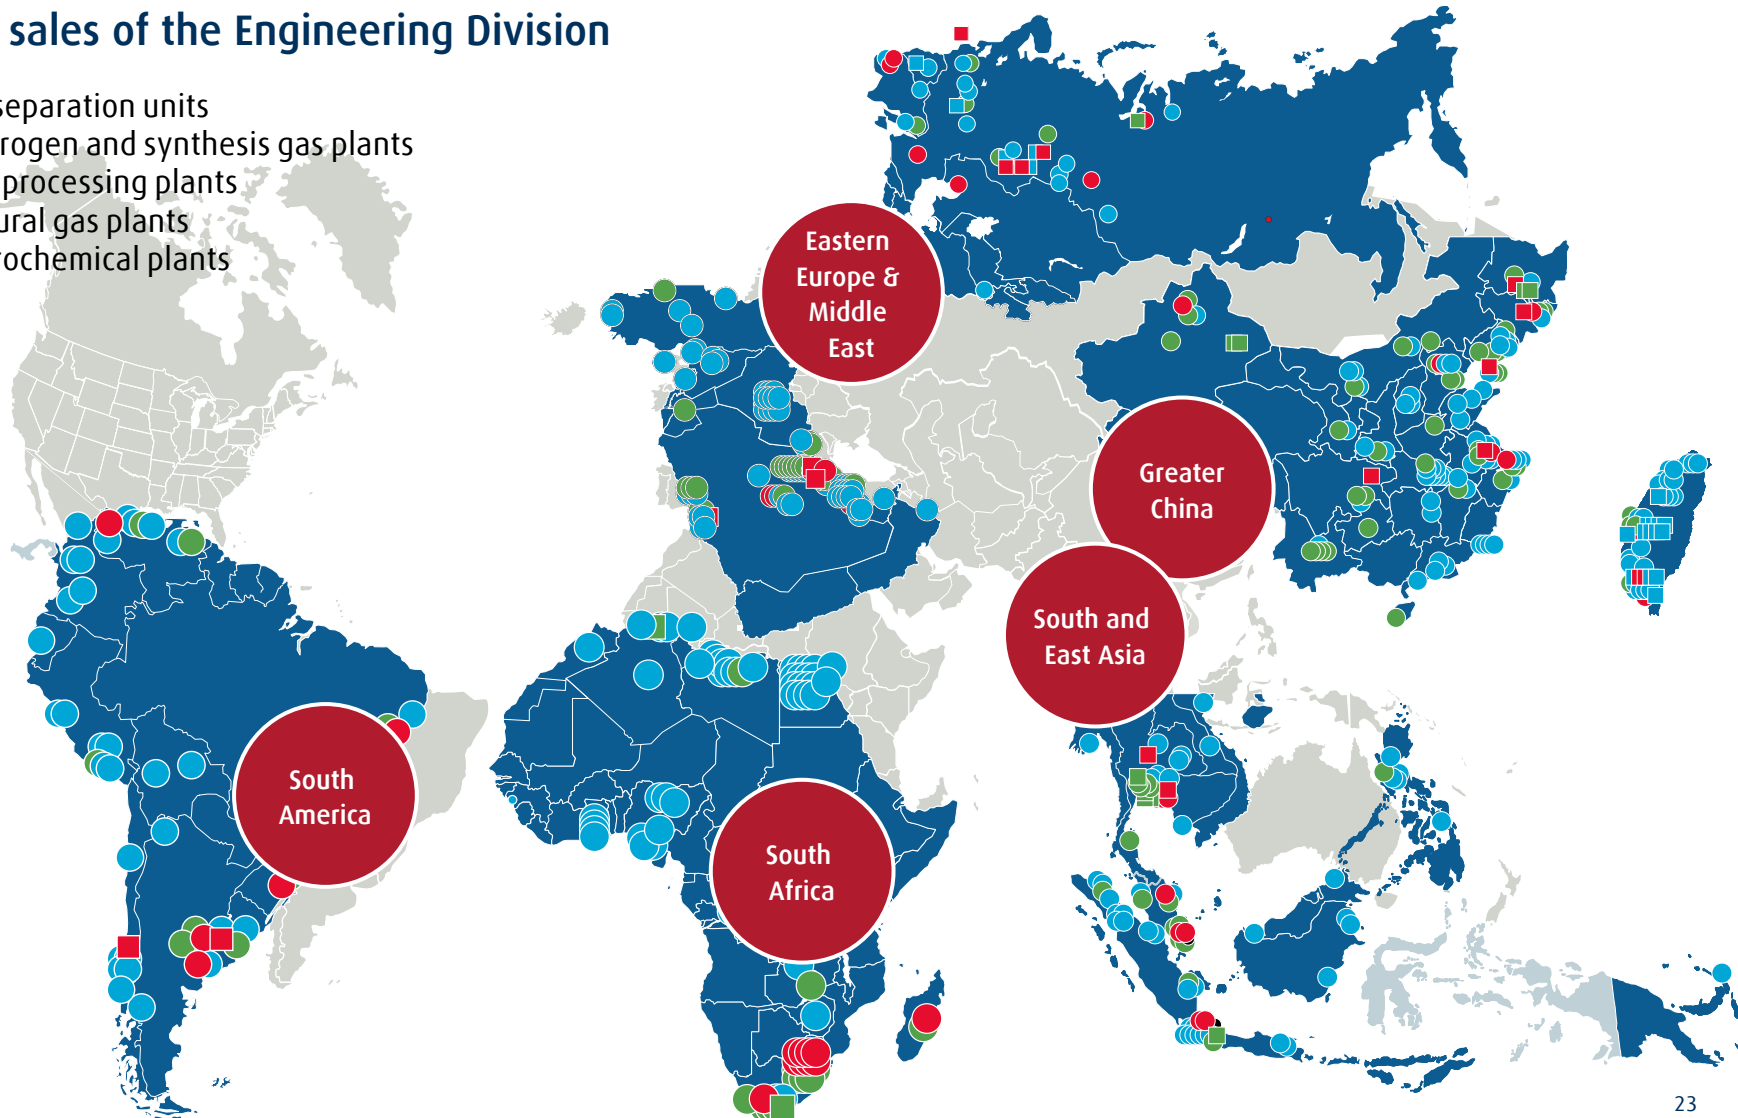 sales of the Engineering Division
separation units
rogen and synthesis gas plants
processing plants
ural gas plants
rochemical plants
Eastern
Europe &
Middle
East
Greater
China
South and
East Asia
South
America
South
Africa
23